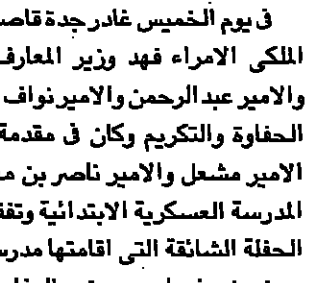 فى يوم الخميس غادر جدة قاصد
الملكى الامراء فهد وزير المعارف
والامير عبد الرحمن والامير نواف
الحفاوة والتكريم وكان فى مقدمة
الامير مشعل والامير ناصر بن م
المدرسة العسكرية الابتدائية وتفق
الحفلة الشائقة التى اقامتها مدرس